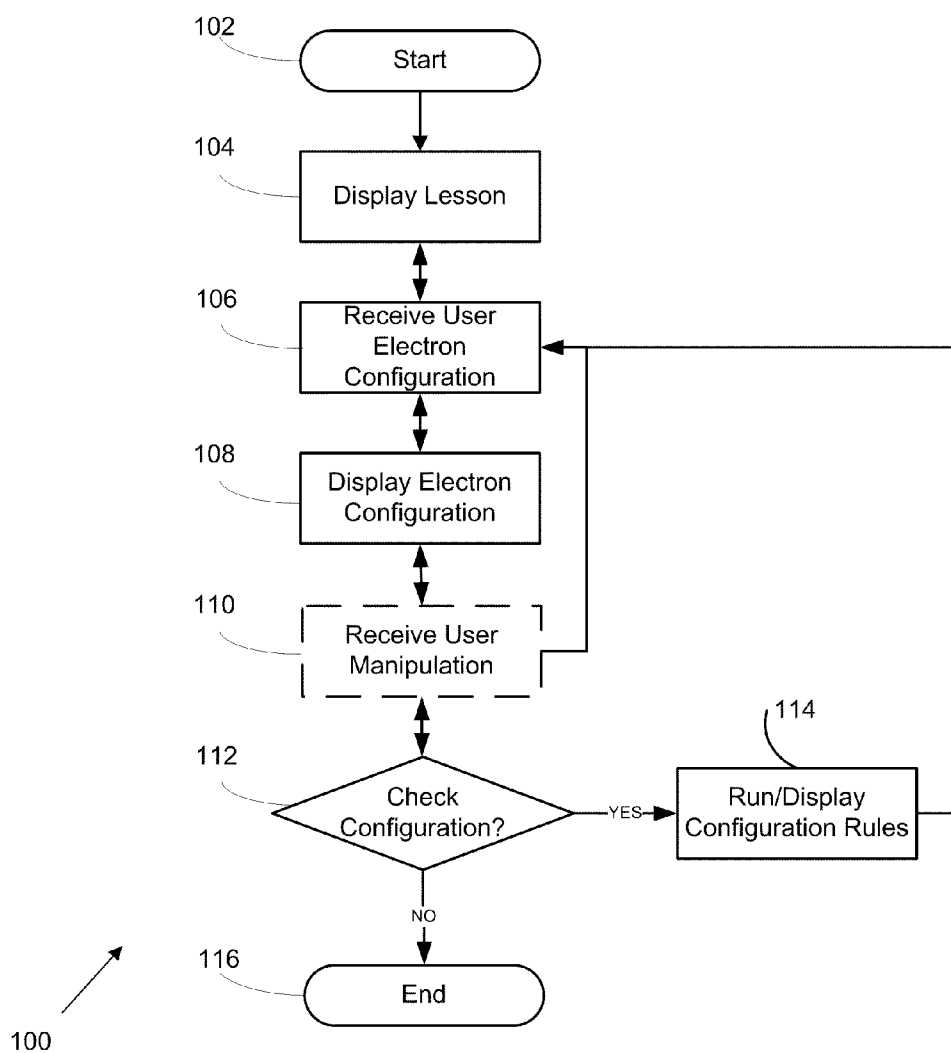 102
Start
104
Display Lesson
106
Receive User
Electron
Configuration
108
Display Electron
Configuration
110
Receive User
Manipulation
112
Check
Configuration?
YES
114
Run/Display
Configuration Rules
NO
116
End
100